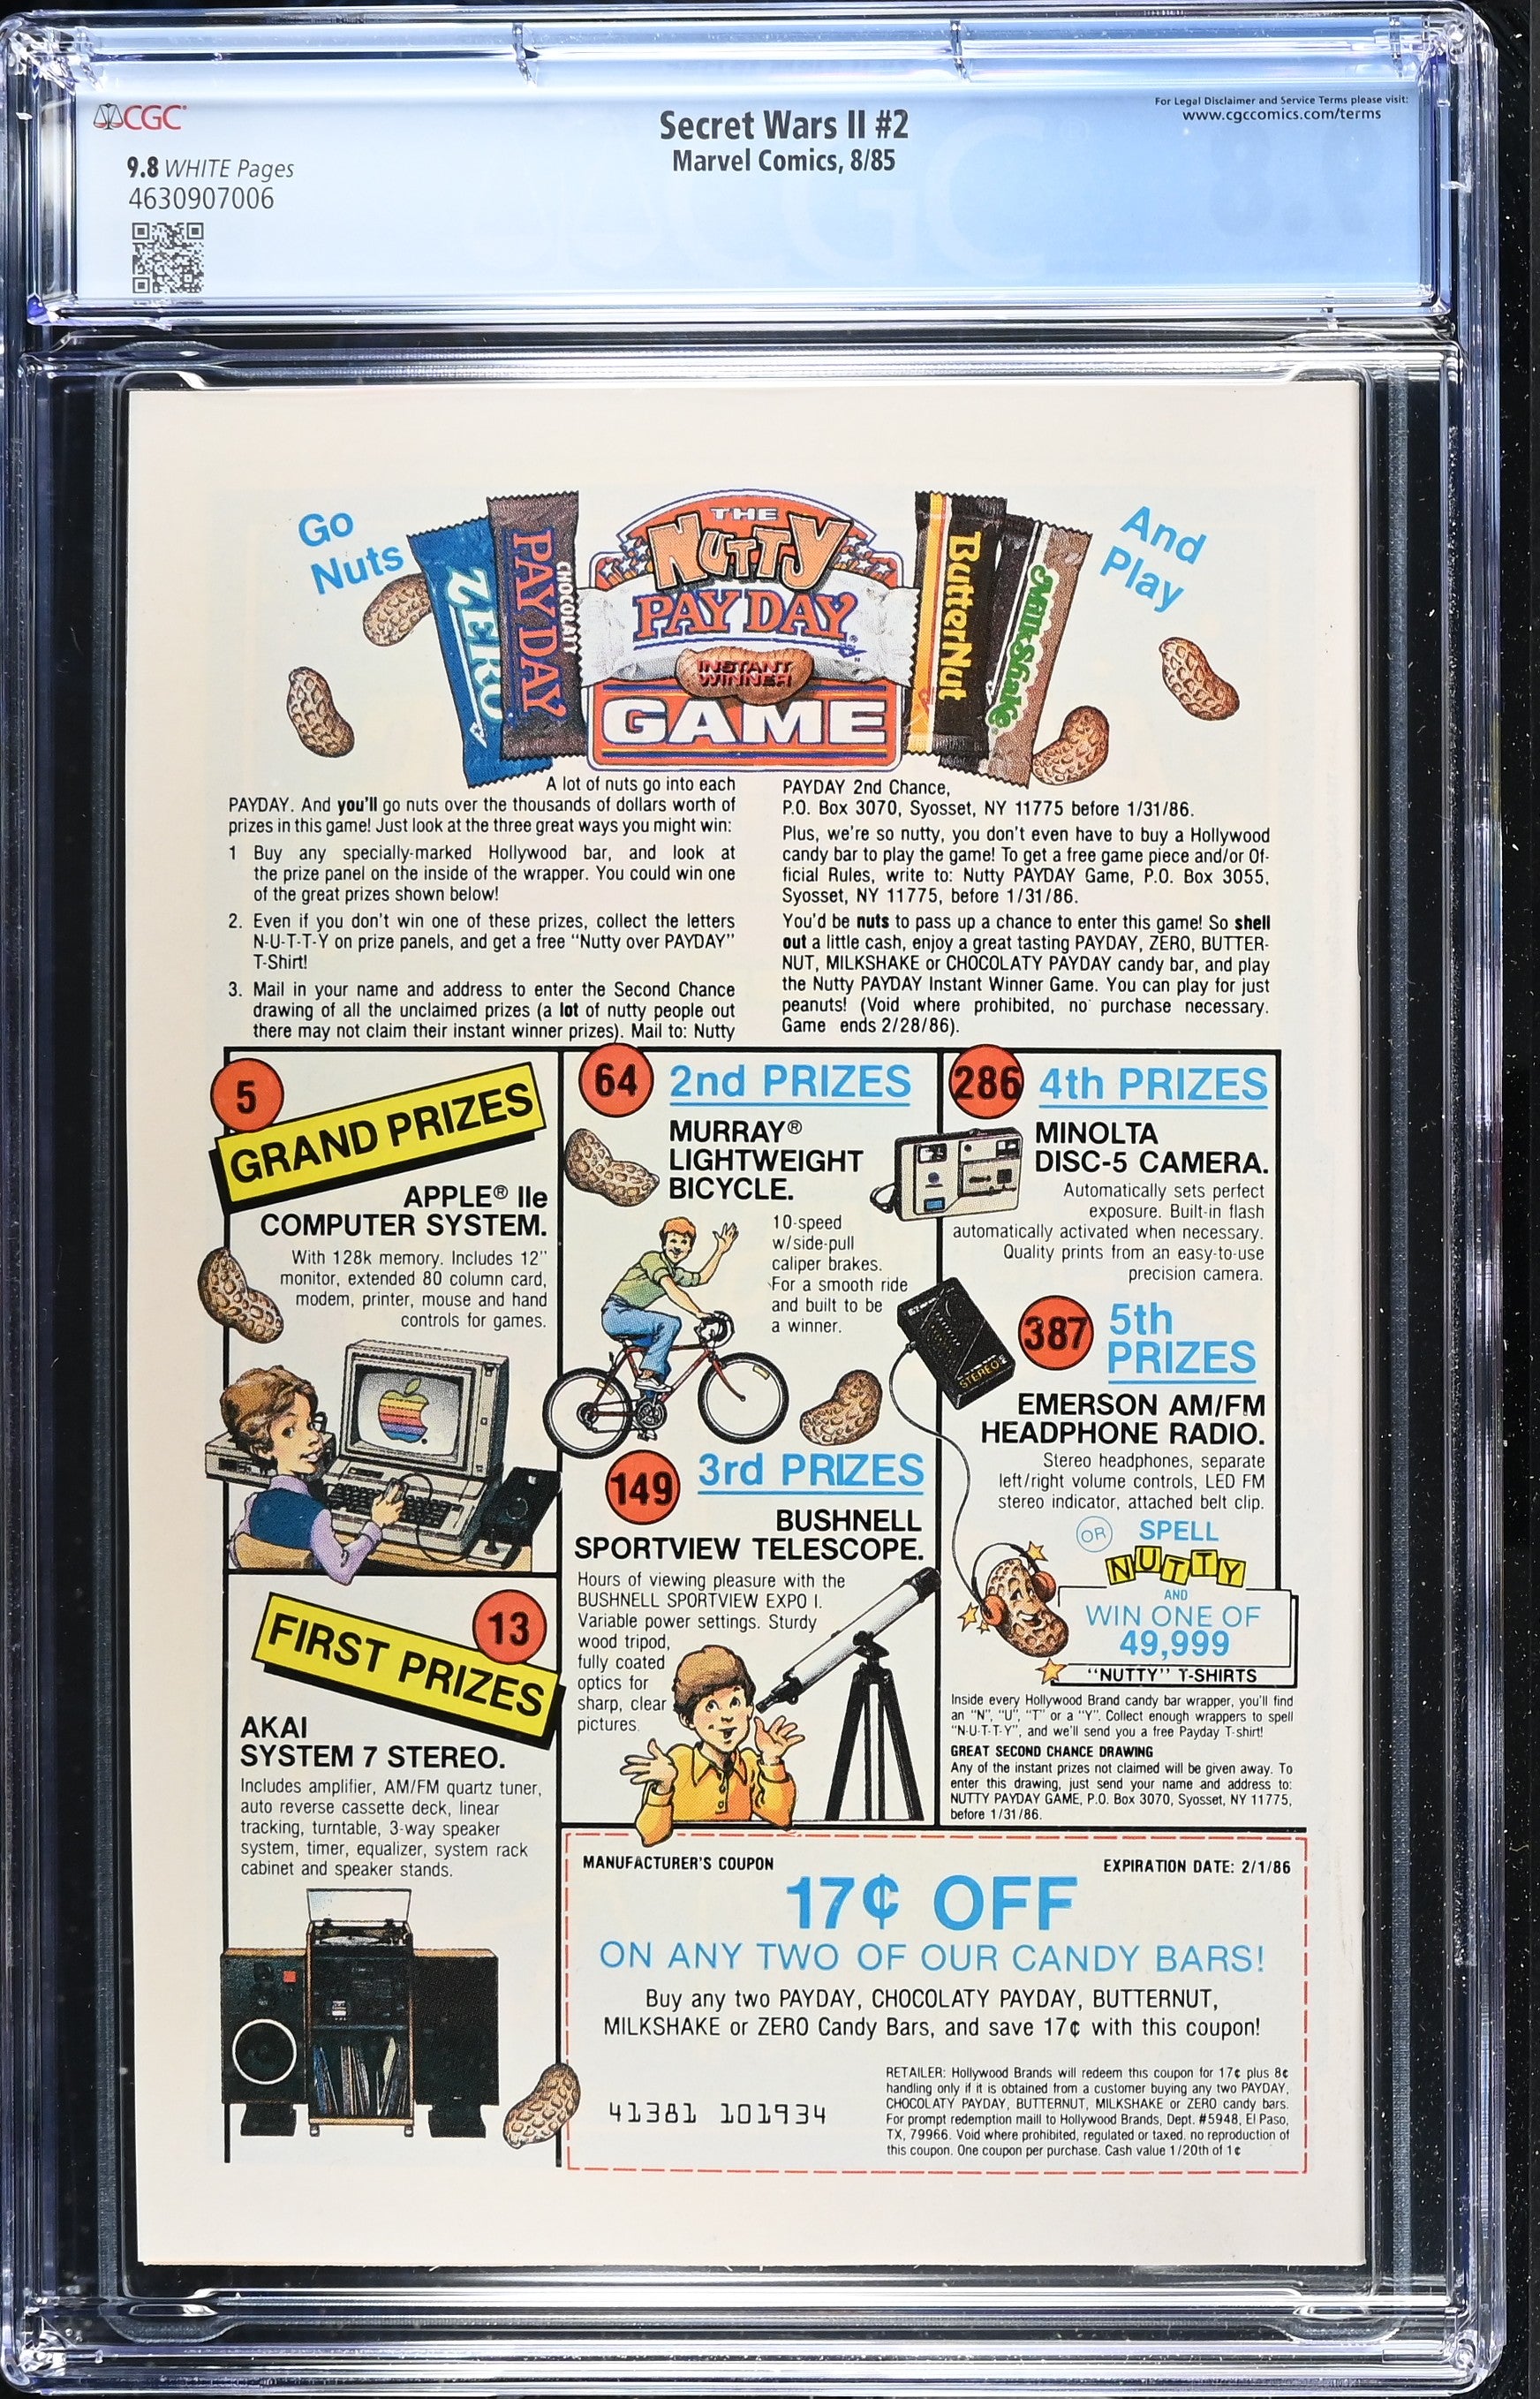 CGC
9.8 WHITE Pages
4630907006
Secret Wars II #2
Marvel Comics, 8/85
For Legal Disclaimer and Service Terms please visit:
www.cgccomics.com/terms
Go
Nuts
ZERO
CHOCOLATY
PAY DAY
THE
NUTTY
PAY DAY
INSTANT
WINNER
GAME
ButterNut
Milk Shake
And
Play
A lot of nuts go into each
PAYDAY. And you'll go nuts over the thousands of dollars worth of
prizes in this game! Just look at the three great ways you might win:
1 Buy any specially-marked Hollywood bar, and look at
the prize panel on the inside of the wrapper. You could win one
of the great prizes shown below!
2. Even if you don't win one of these prizes, collect the letters
N-U-T-T-Y on prize panels, and get a free "Nutty over PAYDAY"
T-Shirt!
3. Mail in your name and address to enter the Second Chance
drawing of all the unclaimed prizes (a lot of nutty people out
there may not claim their instant winner prizes). Mail to: Nutty
PAYDAY 2nd Chance,
P.O. Box 3070, Syosset, NY 11775 before 1/31/86.
Plus, we're so nutty, you don't even have to buy a Hollywood
candy bar to play the game! To get a free game piece and/or Of-
ficial Rules, write to: Nutty PAYDAY Game, P.O. Box 3055,
Syosset, NY 11775, before 1/31/86.
You'd be nuts to pass up a chance to enter this game! So shell
out a little cash, enjoy a great tasting PAYDAY, ZERO, BUTTER-
NUT, MILKSHAKE or CHOCOLATY PAYDAY candy bar, and play
the Nutty PAYDAY Instant Winner Game. You can play for just
peanuts! (Void where prohibited, no purchase necessary.
Game ends 2/28/86).
5
GRAND PRIZES
APPLE® IIe
COMPUTER SYSTEM.
With 128k memory. Includes 12"
monitor, extended 80 column card,
modem, printer, mouse and hand
controls for games.
13
FIRST PRIZES
AKAI
SYSTEM 7 STEREO.
Includes amplifier, AM/FM quartz tuner,
auto reverse cassette deck, linear
tracking, turntable, 3-way speaker
system, timer, equalizer, system rack
cabinet and speaker stands.
64
2nd PRIZES
MURRAY®
LIGHTWEIGHT
BICYCLE.
10-speed
w/side-pull
caliper brakes.
For a smooth ride
and built to be
a winner.
149
3rd PRIZES
BUSHNELL
SPORTVIEW TELESCOPE.
Hours of viewing pleasure with the
BUSHNELL SPORTVIEW EXPO I.
Variable power settings. Sturdy
wood tripod,
fully coated
optics for
sharp, clear
pictures.
286
4th PRIZES
MINOLTA
DISC-5 CAMERA.
Automatically sets perfect
exposure. Built-in flash
automatically activated when necessary.
Quality prints from an easy-to-use
precision camera.
387
5th
PRIZES
STEREO
EMERSON AM/FM
HEADPHONE RADIO.
Stereo headphones, separate
left/right volume controls, LED FM
stereo indicator, attached belt clip.
OR
SPELL
NUTTY
AND
WIN ONE OF
49,999
"NUTTY" T-SHIRTS
Inside every Hollywood Brand candy bar wrapper, you'll find
an "N", "U", "T" or a "Y". Collect enough wrappers to spell
"N-U-T-T-Y", and we'll send you a free Payday T-shirt!
GREAT SECOND CHANCE DRAWING
Any of the instant prizes not claimed will be given away. To
enter this drawing, just send your name and address to:
NUTTY PAYDAY GAME, P.O. Box 3070, Syosset, NY 11775,
before 1/31/86.
MANUFACTURER'S COUPON
EXPIRATION DATE: 2/1/86
17¢ OFF
ON ANY TWO OF OUR CANDY BARS!
Buy any two PAYDAY, CHOCOLATY PAYDAY, BUTTERNUT,
MILKSHAKE or ZERO Candy Bars, and save 17¢ with this coupon!
41381 101934
RETAILER: Hollywood Brands will redeem this coupon for 17¢ plus 8¢
handling only if it is obtained from a customer buying any two PAYDAY,
CHOCOLATY PAYDAY, BUTTERNUT, MILKSHAKE or ZERO candy bars.
For prompt redemption maill to Hollywood Brands, Dept. #5948, El Paso,
TX, 79966. Void where prohibited, regulated or taxed. no reproduction of
this coupon. One coupon per purchase. Cash value 1/20th of 1¢